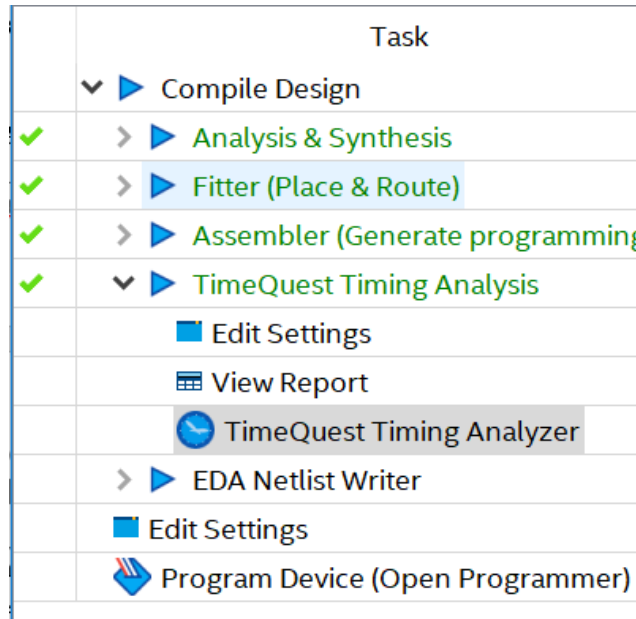 Task
Compile Design
Analysis & Synthesis
Fitter (Place & Route)
Assembler (Generate programming
TimeQuest Timing Analysis
Edit Settings
View Report
TimeQuest Timing Analyzer
EDA Netlist Writer
Edit Settings
Program Device (Open Programmer)